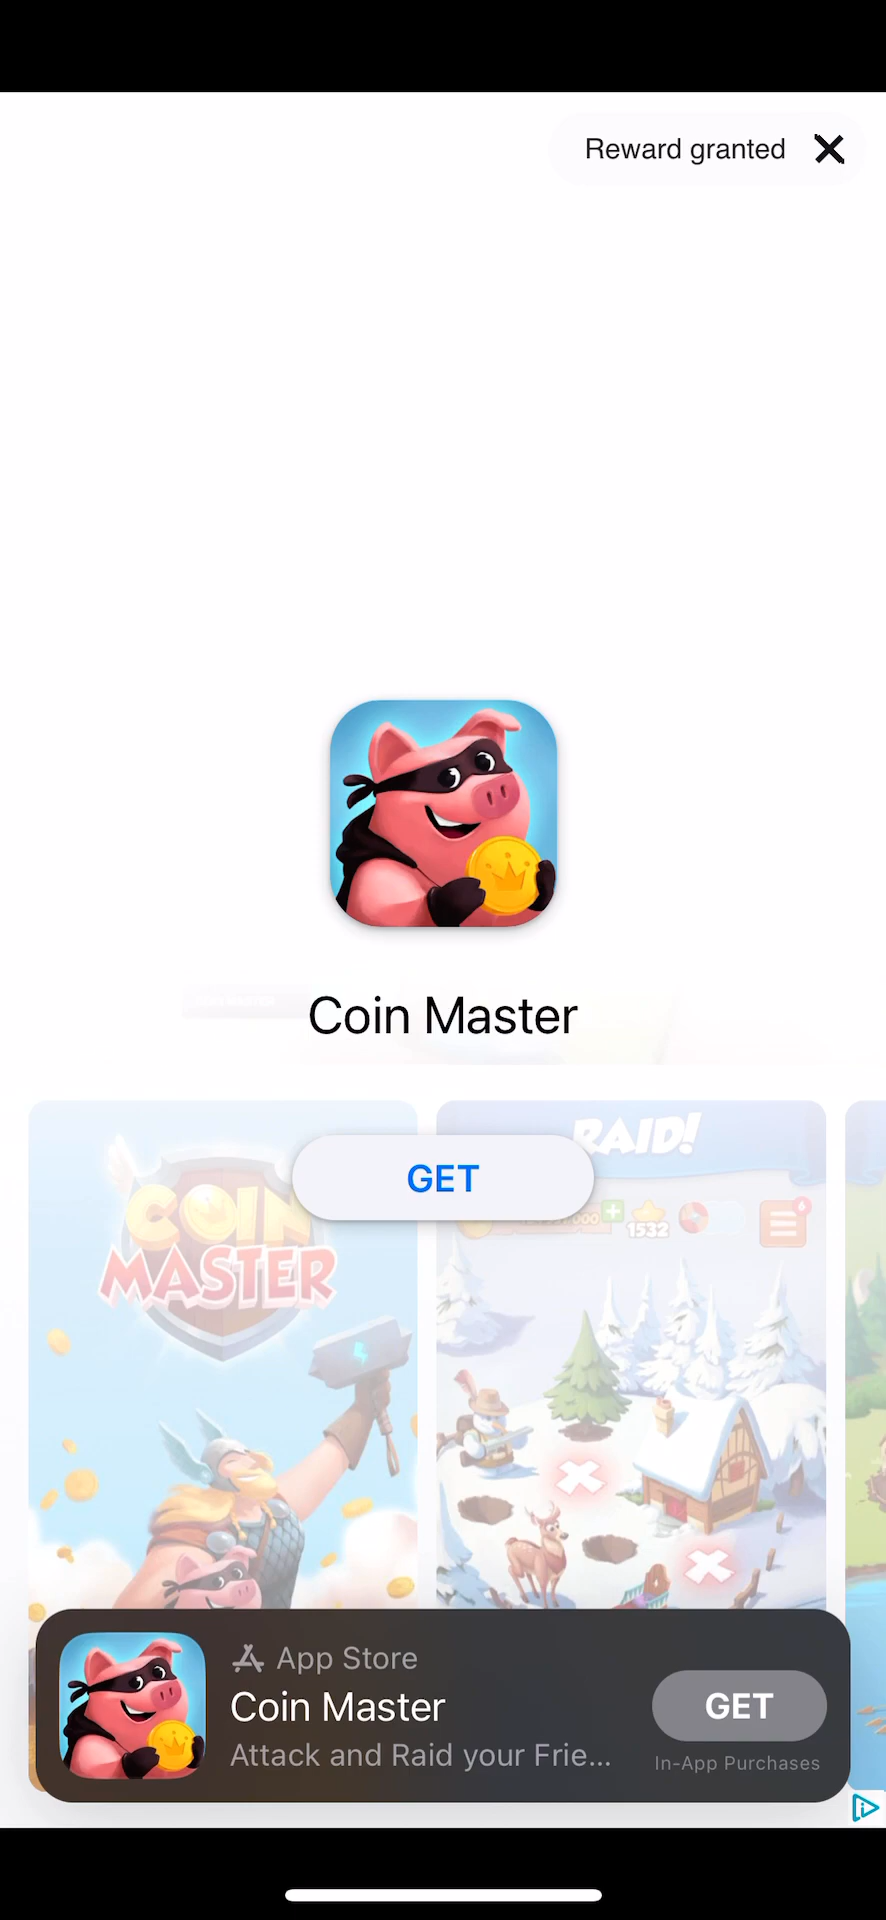 Reward granted
Coin Master
GET
COIN
MASTER
RAID!
1532
6
App Store
Coin Master
Attack and Raid your Frie...
GET
In-App Purchases